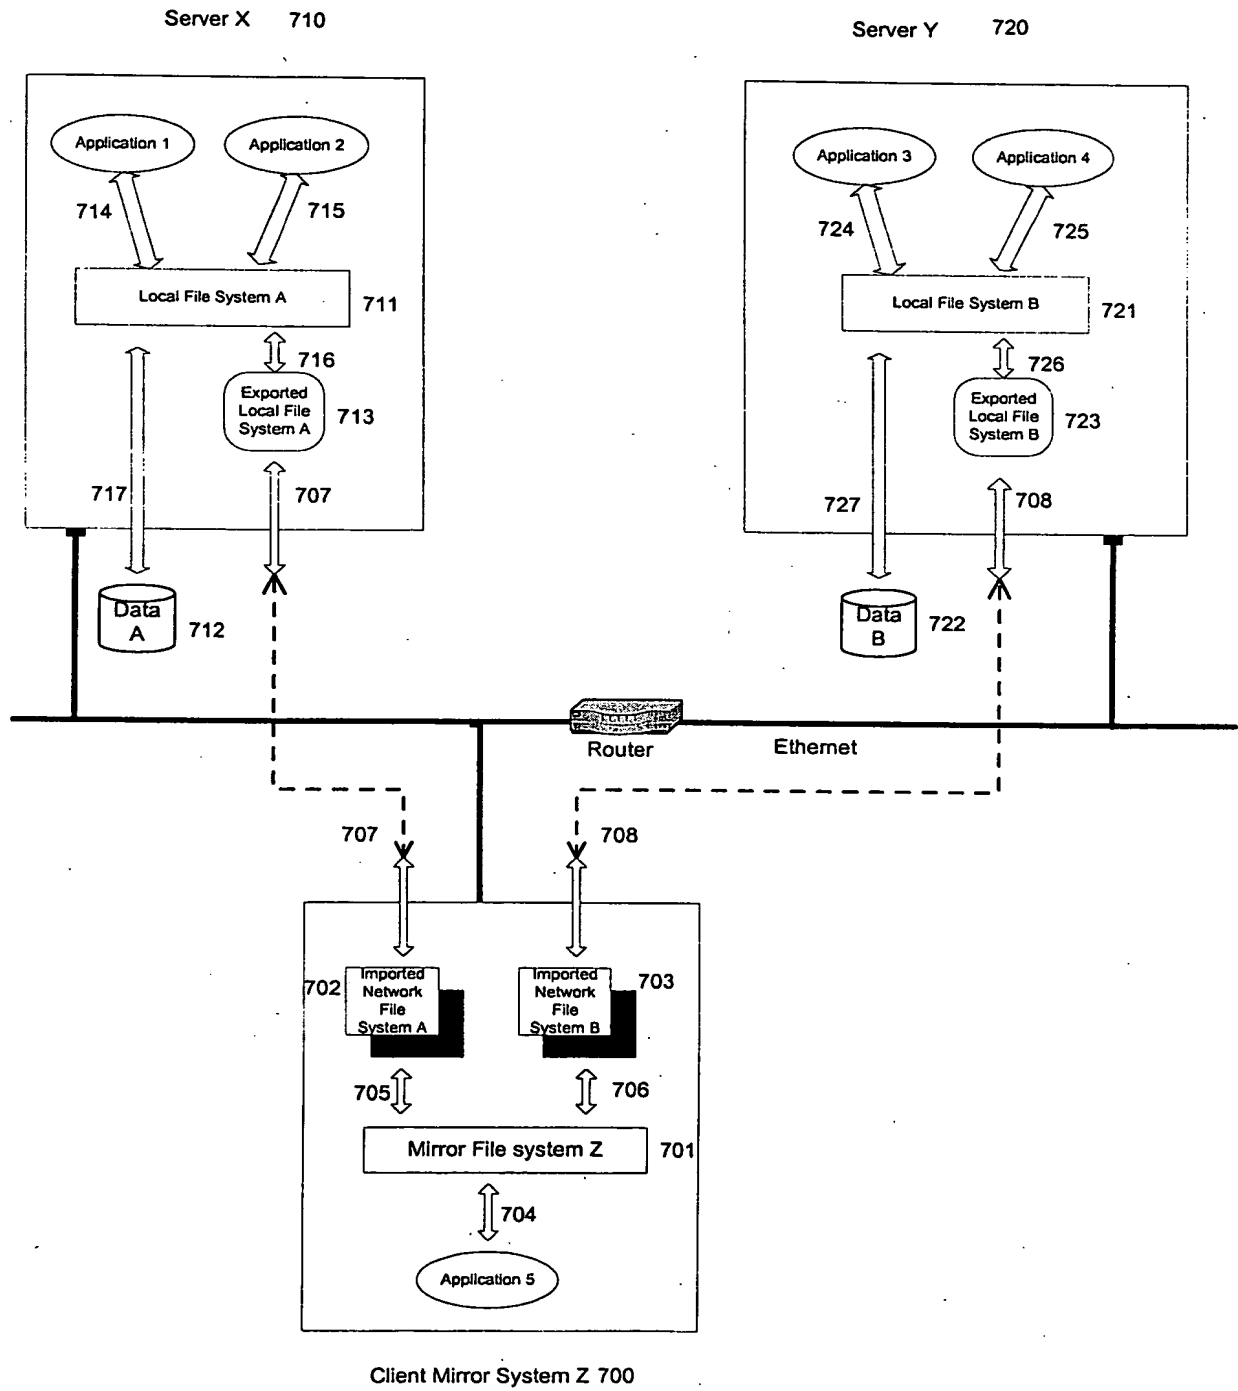 Server X 710
Server Y 720
Application 1
Application 2
714
715
Local File System A
711
716
Exported
Local File
System A
713
717
707
Data
A
712
Application 3
Application 4
724
725
Local File System B
721
726
Exported
Local File
System B
723
727
708
Data
B
722
Router
Ethernet
707
708
702
Imported
Network
File
System A
Imported
Network
File
System B
703
705
706
Mirror File system Z
701
704
Application 5
Client Mirror System Z 700